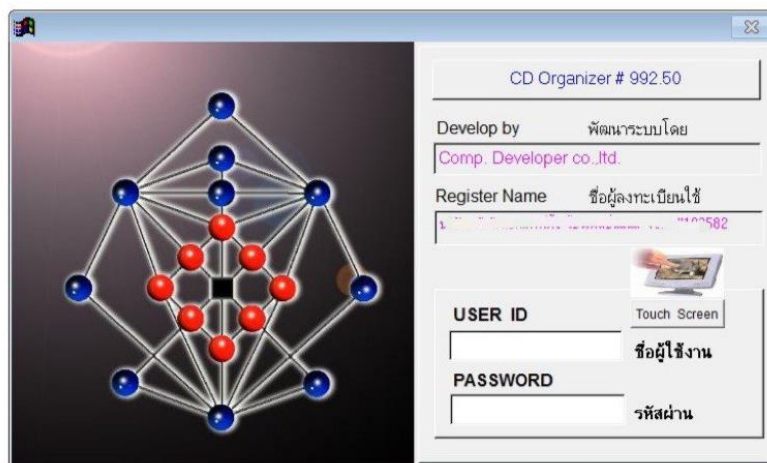 CD Organizer # 992.50
Develop by พัฒนาระบบโดย
Comp. Developer co.,ltd.
Register Name ชื่อผู้ลงทะเบียนใช้
Touch Screen
USER ID
ชื่อผู้ใช้งาน
PASSWORD
รหัสผ่าน